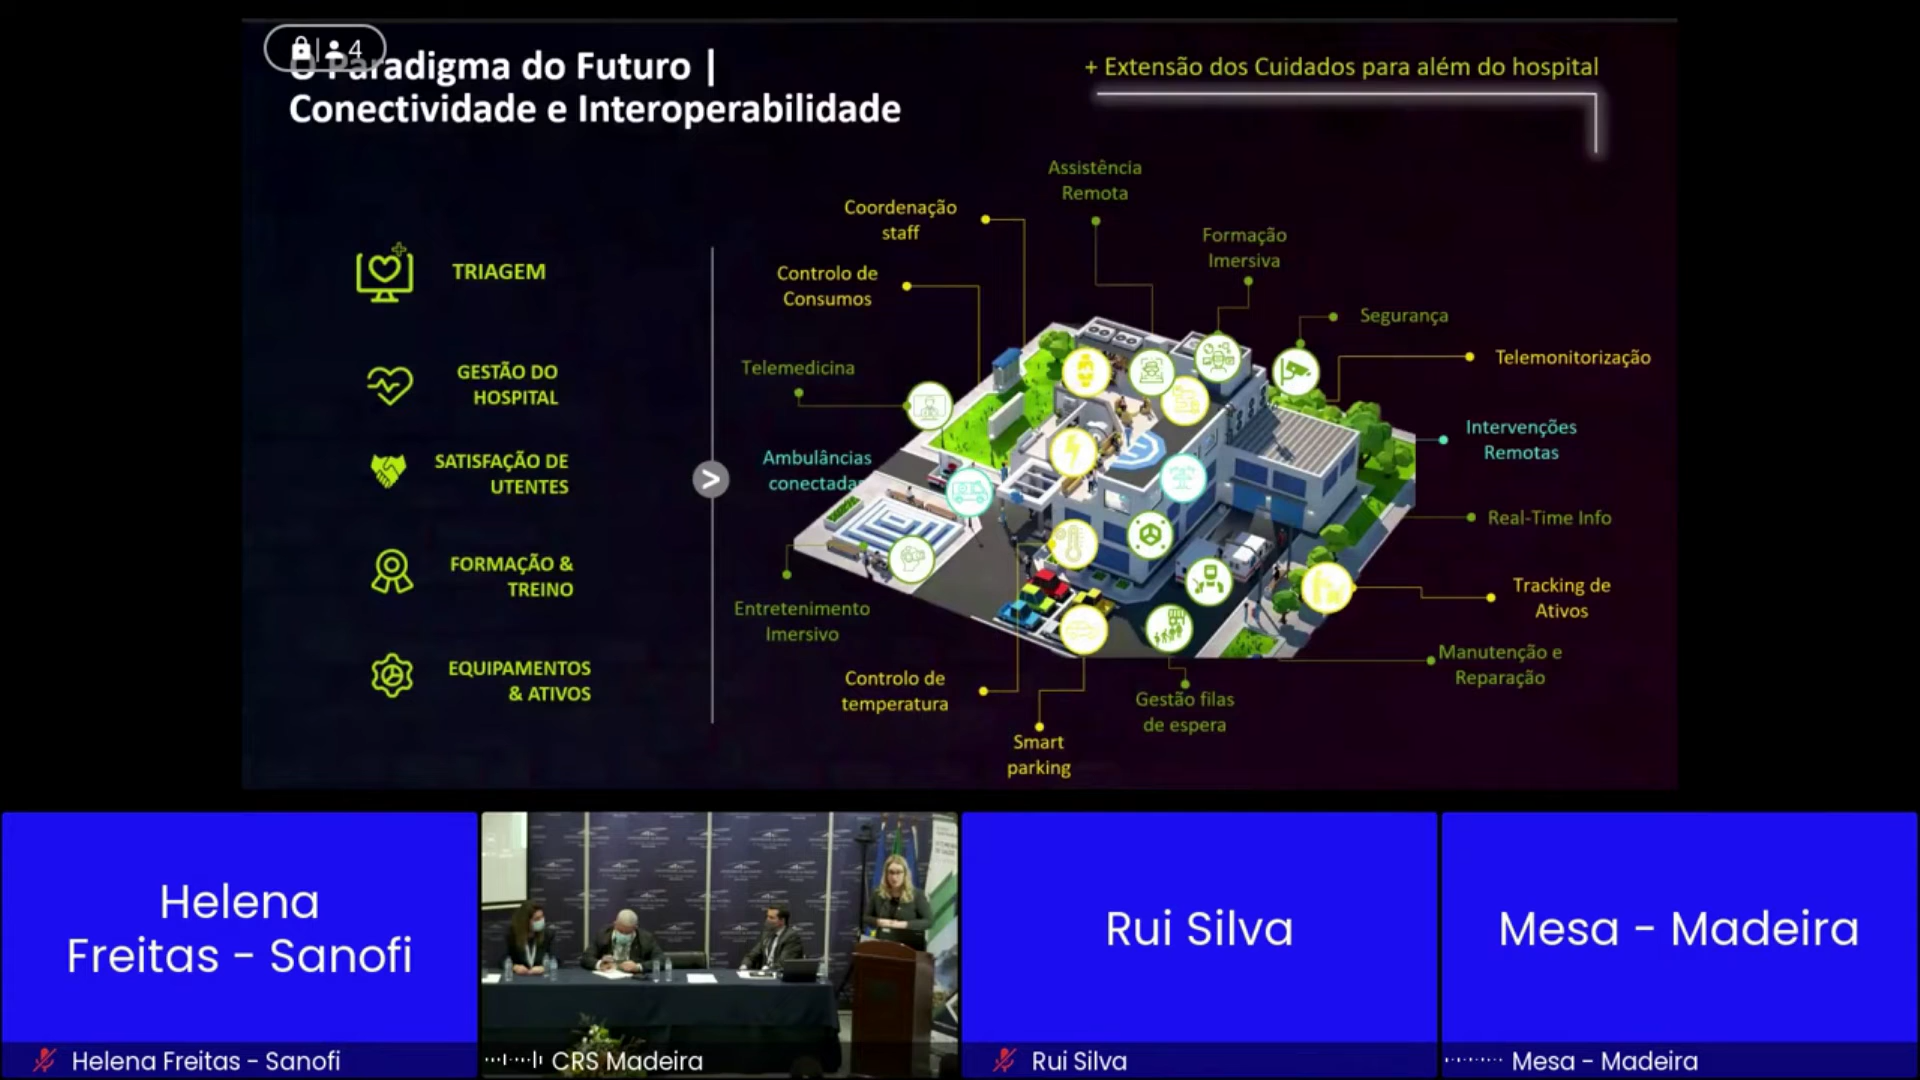 4
O Paradigma do Futuro |
Conectividade e Interoperabilidade
+ Extensão dos Cuidados para além do hospital
TRIAGEM
GESTÃO DO
HOSPITAL
SATISFAÇÃO DE
UTENTES
FORMAÇÃO &
TREINO
EQUIPAMENTOS
& ATIVOS
>
Assistência
Remota
Coordenação
staff
Formação
Imersiva
Controlo de
Consumos
Segurança
Telemonitorização
Telemedicina
Intervenções
Remotas
Ambulâncias
conectadas
Real-Time Info
Tracking de
Ativos
Entretenimento
Imersivo
Manutenção e
Reparação
Controlo de
temperatura
Gestão filas
de espera
Smart
parking
Helena
Freitas - Sanofi
Rui Silva
Mesa - Madeira
Helena Freitas - Sanofi
CRS Madeira
Rui Silva
Mesa - Madeira